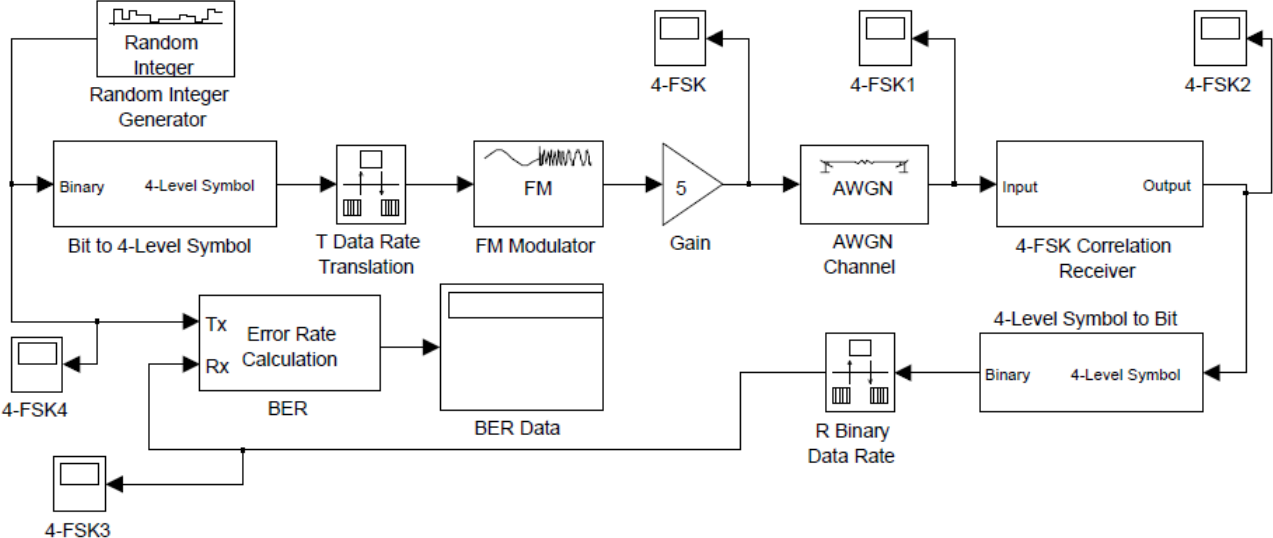 Random
Integer
Random Integer
Generator
4-FSK
4-FSK1
4-FSK2
Binary
4-Level Symbol
Bit to 4-Level Symbol
T Data Rate
Translation
FM
FM Modulator
5
Gain
AWGN
AWGN
Channel
Input
Output
4-FSK Correlation
Receiver
Tx
Rx
Error Rate
Calculation
BER
BER Data
4-Level Symbol to Bit
Binary
4-Level Symbol
R Binary
Data Rate
4-FSK4
4-FSK3